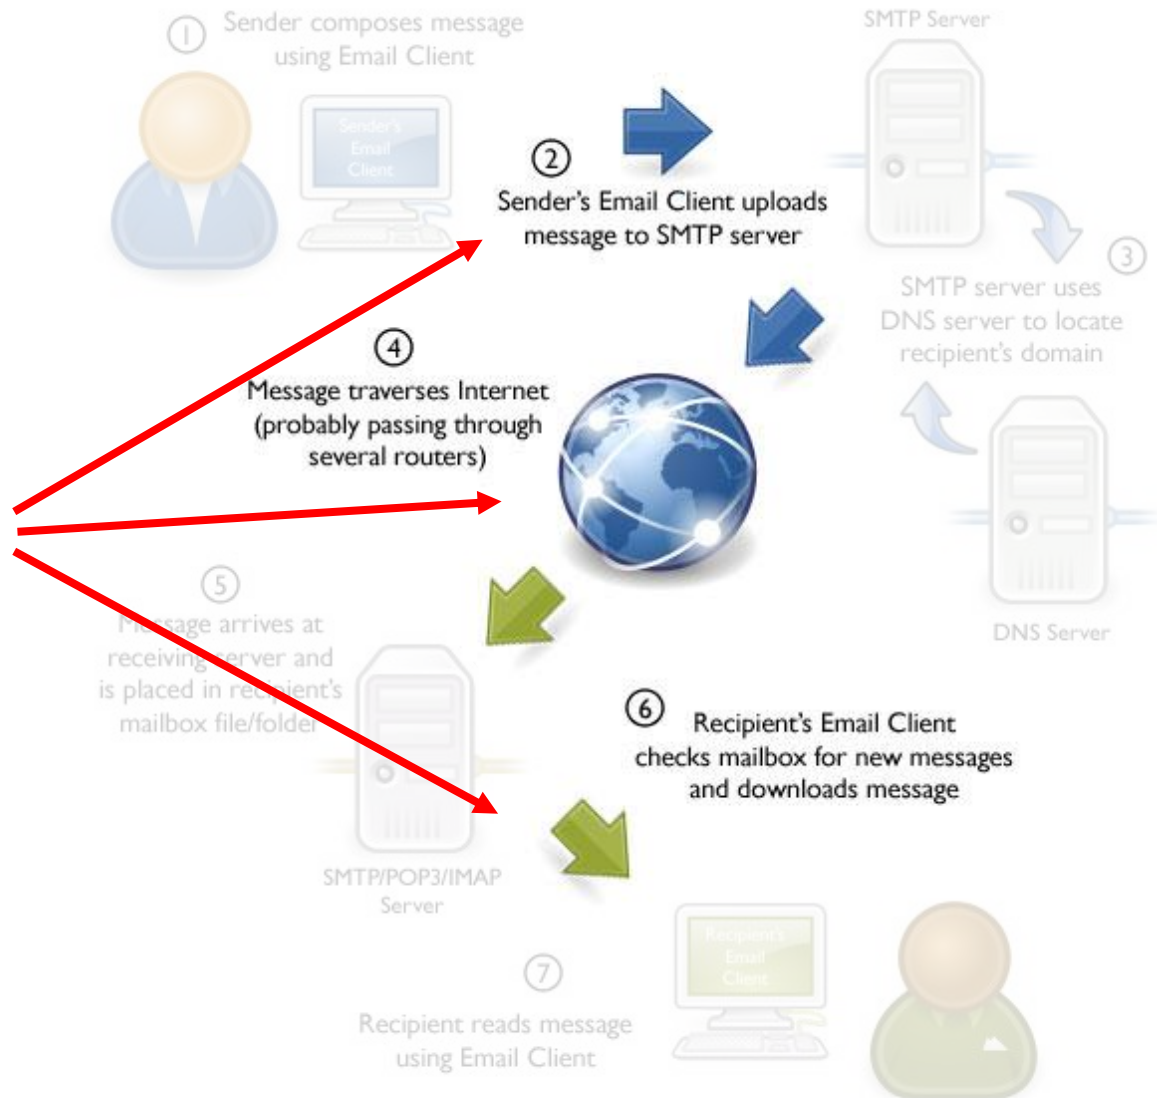 1
Sender composes message
using Email Client
Sender's
Email
Client
SMTP Server
2
Sender's Email Client uploads
message to SMTP server
3
SMTP server uses
DNS server to locate
recipient's domain
4
Message traverses Internet
(probably passing through
several routers)
DNS Server
5
Message arrives at
receiving server and
is placed in recipient's
mailbox file/folder
SMTP/POP3/IMAP
Server
6
Recipient's Email Client
checks mailbox for new messages
and downloads message
7
Recipient reads message
using Email Client
Recipient's
Email
Client